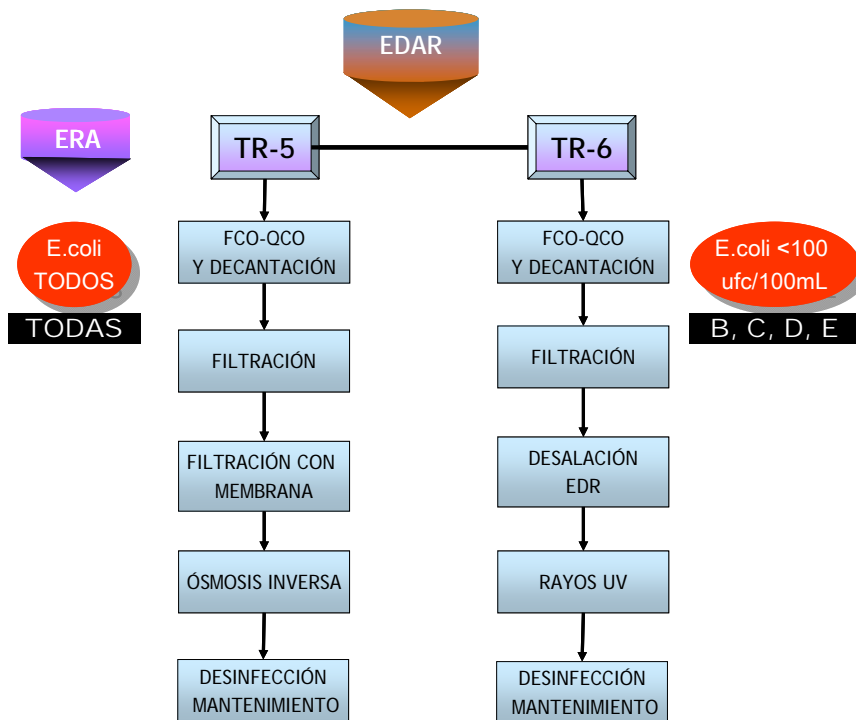 EDAR
ERA
TR-5
TR-6
E.coli
TODOS
TODAS
FCO-QCO
Y DECANTACIÓN
FILTRACIÓN
FILTRACIÓN CON
MEMBRANA
ÓSMOSIS INVERSA
DESINFECCIÓN
MANTENIMIENTO
FCO-QCO
Y DECANTACIÓN
FILTRACIÓN
DESALACIÓN
EDR
RAYOS UV
DESINFECCIÓN
MANTENIMIENTO
E.coli <100
ufc/100mL
B, C, D, E